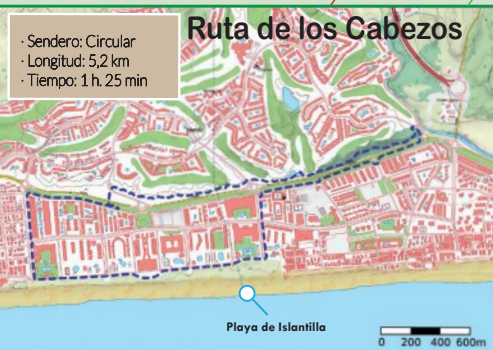 Ruta de los Cabezos
· Sendero: Circular
· Longitud: 5,2 km
· Tiempo: 1 h. 25 min
Playa de Islantilla
0 200 400 600m